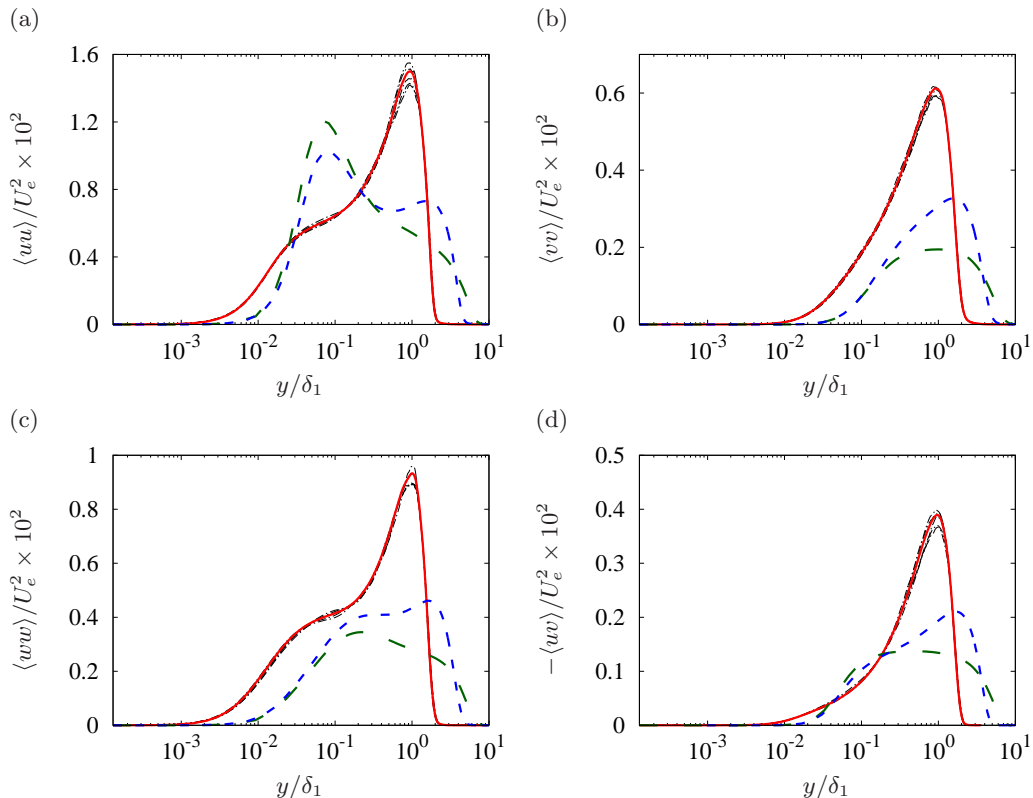 (a)
⟨uu⟩/U_e^2 × 10^2
1.6
1.2
0.8
0.4
0
10^-3 10^-2 10^-1 10^0 10^1
y/δ_1
(b)
⟨vv⟩/U_e^2 × 10^2
0.6
0.4
0.2
0
10^-3 10^-2 10^-1 10^0 10^1
y/δ_1
(c)
⟨ww⟩/U_e^2 × 10^2
1
0.8
0.6
0.4
0.2
0
10^-3 10^-2 10^-1 10^0 10^1
y/δ_1
(d)
−⟨uv⟩/U_e^2 × 10^2
0.5
0.4
0.3
0.2
0.1
0
10^-3 10^-2 10^-1 10^0 10^1
y/δ_1